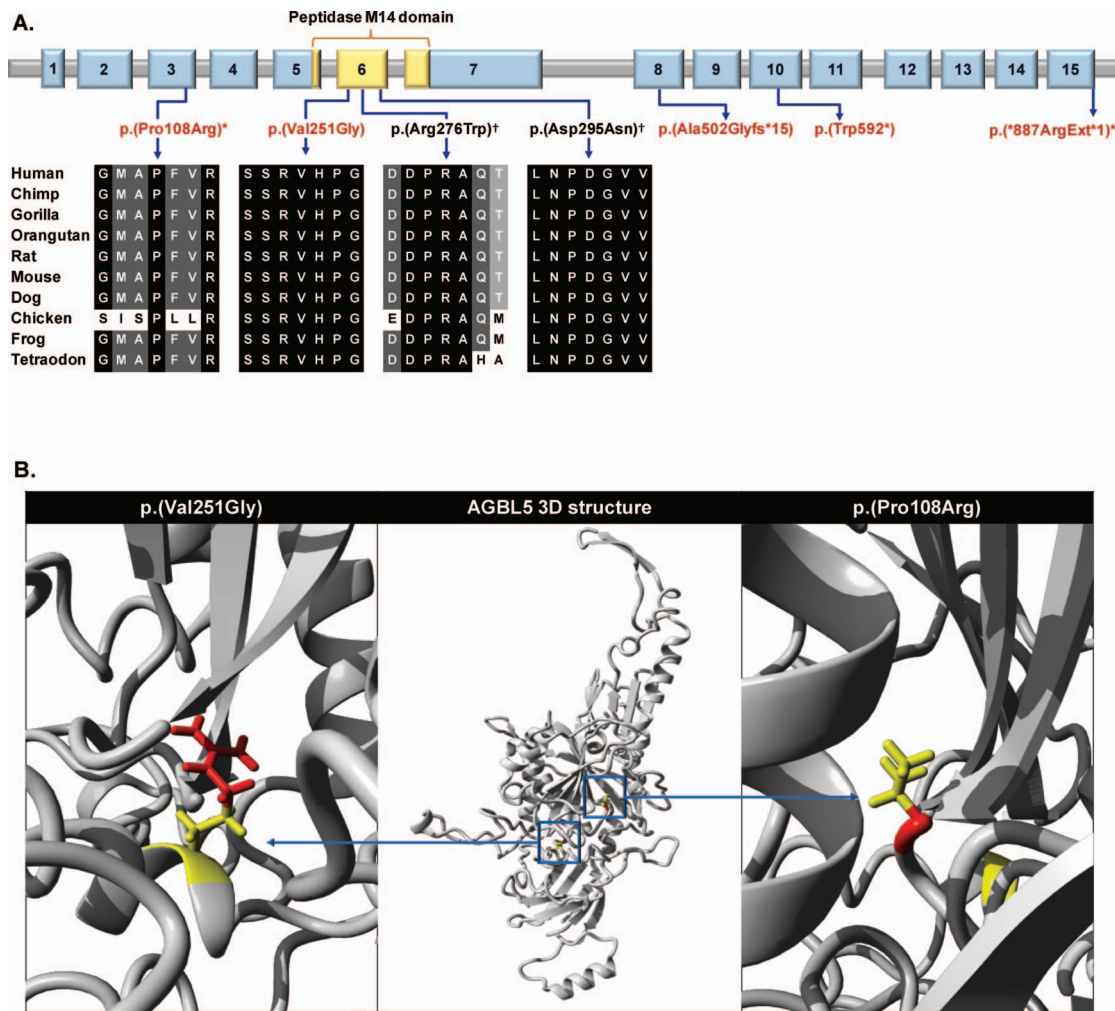 A.
Peptidase M14 domain
1 2 3 4 5 6 7 8 9 10 11 12 13 14 15
p.(Pro108Arg)* p.(Val251Gly) p.(Arg276Trp)† p.(Asp295Asn)† p.(Ala502Glyfs*15) p.(Trp592*) p.(*887ArgExt*1)*
Human G M A P F V R S S R V H P G D D P R A Q T L N P D G V V
Chimp G M A P F V R S S R V H P G D D P R A Q T L N P D G V V
Gorilla G M A P F V R S S R V H P G D D P R A Q T L N P D G V V
Orangutan G M A P F V R S S R V H P G D D P R A Q T L N P D G V V
Rat G M A P F V R S S R V H P G D D P R A Q T L N P D G V V
Mouse G M A P F V R S S R V H P G D D P R A Q T L N P D G V V
Dog G M A P F V R S S R V H P G D D P R A Q T L N P D G V V
Chicken S I S P L L R S S R V H P G E D P R A Q M L N P D G V V
Frog G M A P F V R S S R V H P G D D P R A Q M L N P D G V V
Tetraodon G M A P F V R S S R V H P G D D P R A H A L N P D G V V
B.
p.(Val251Gly) AGBL5 3D structure p.(Pro108Arg)